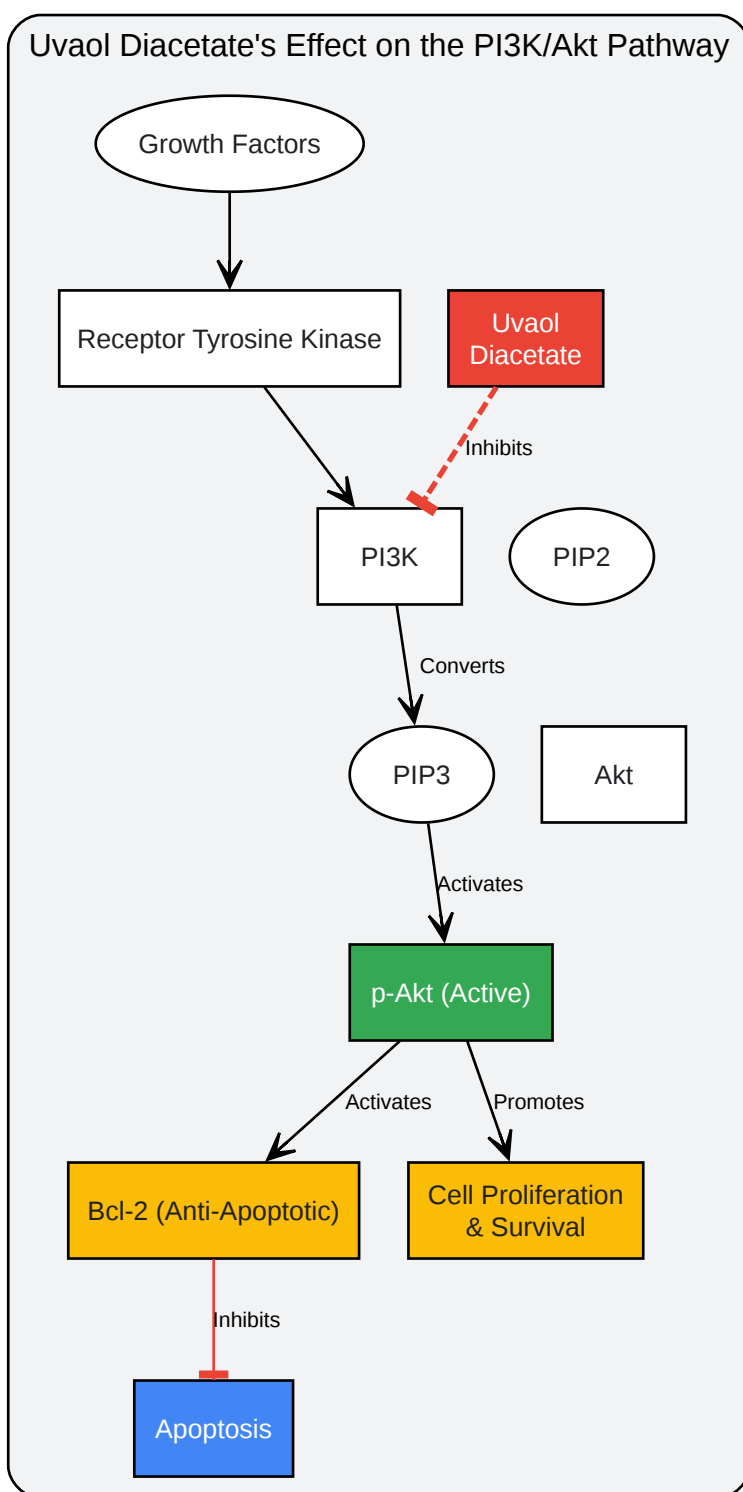 Uvaol Diacetate's Effect on the PI3K/Akt Pathway
Growth Factors
Receptor Tyrosine Kinase
Uvaol
Diacetate
Inhibits
PI3K
PIP2
Converts
PIP3
Akt
Activates
p-Akt (Active)
Activates
Promotes
Bcl-2 (Anti-Apoptotic)
Cell Proliferation
& Survival
Inhibits
Apoptosis